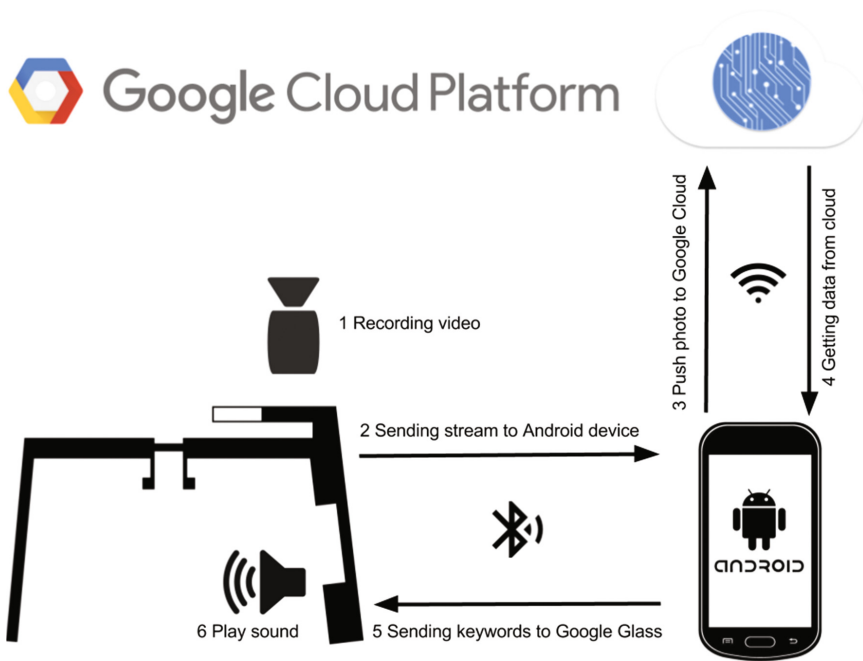 Google Cloud Platform
3 Push photo to Google Cloud
4 Getting data from cloud
1 Recording video
2 Sending stream to Android device
ANDROID
6 Play sound
5 Sending keywords to Google Glass